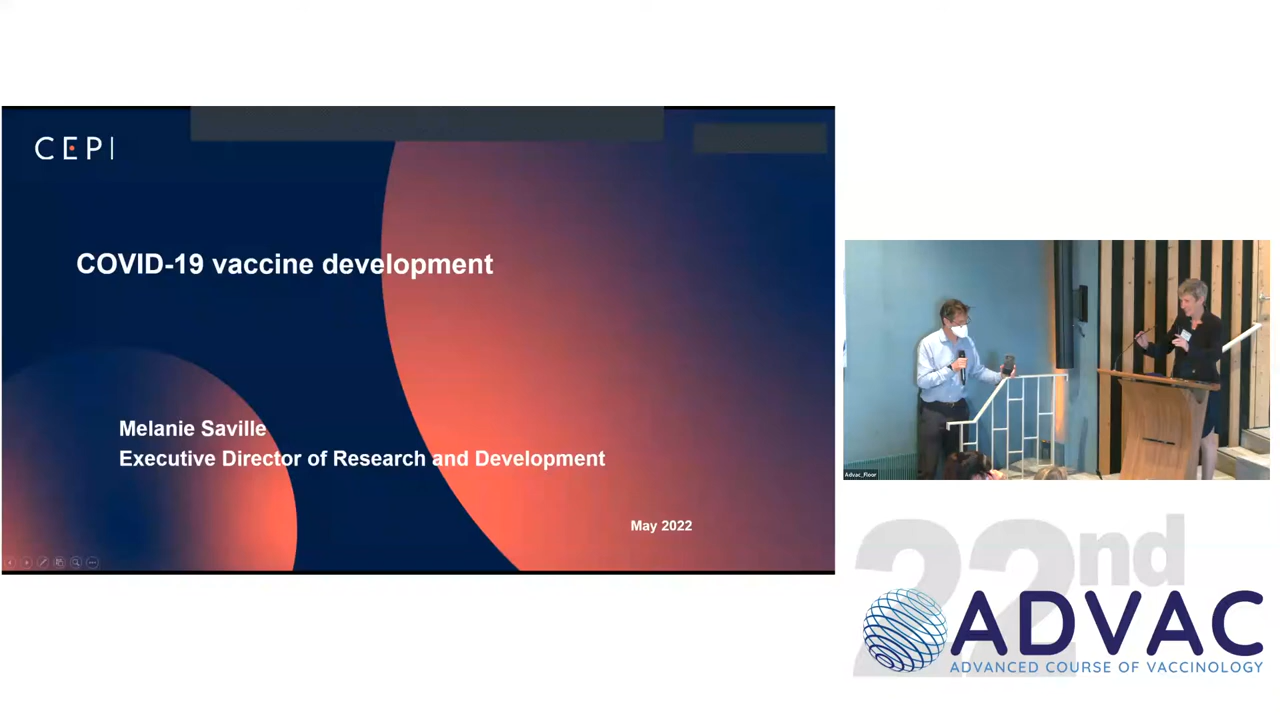 CEPI
COVID-19 vaccine development
Melanie Saville
Executive Director of Research and Development
May 2022
Advac_Floor
22nd
ADVAC
ADVANCED COURSE OF VACCINOLOGY